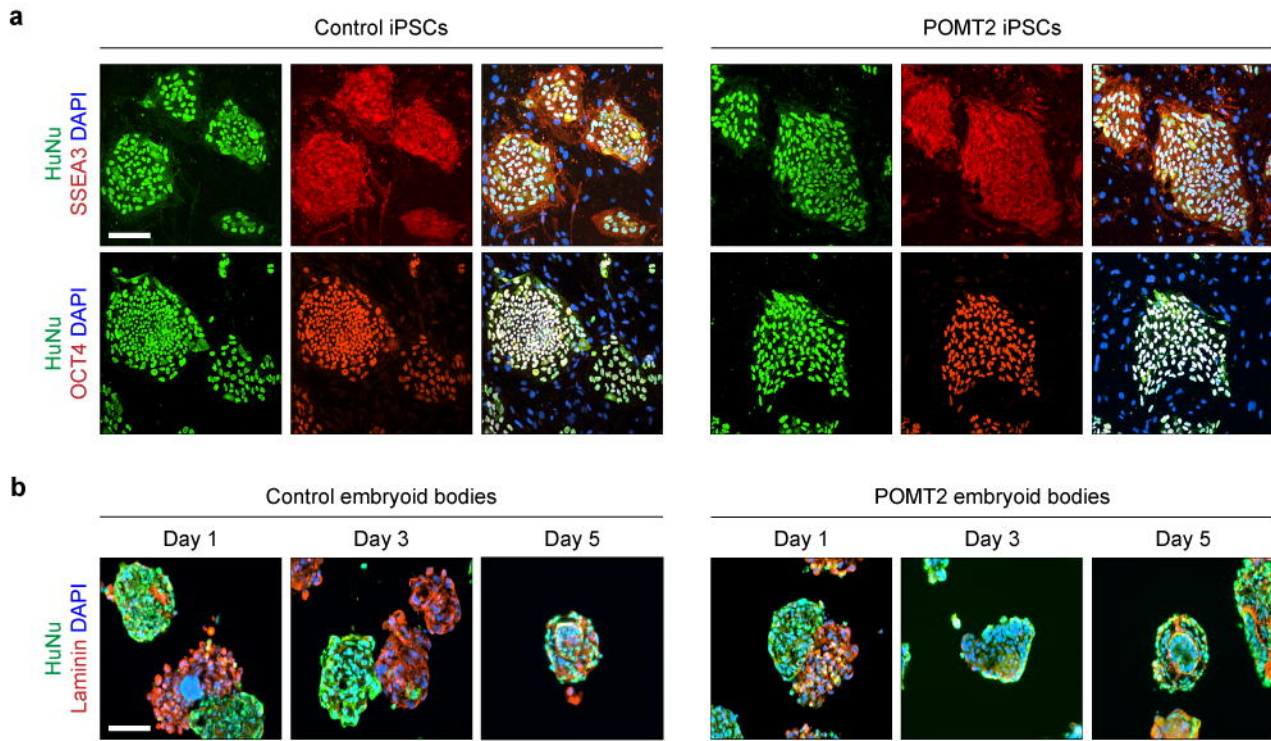 a
Control iPSCs
POMT2 iPSCs
HuNu
SSEA3 DAPI
HuNu
OCT4 DAPI
b
Control embryoid bodies
POMT2 embryoid bodies
Day 1
Day 3
Day 5
Day 1
Day 3
Day 5
HuNu
Laminin DAPI